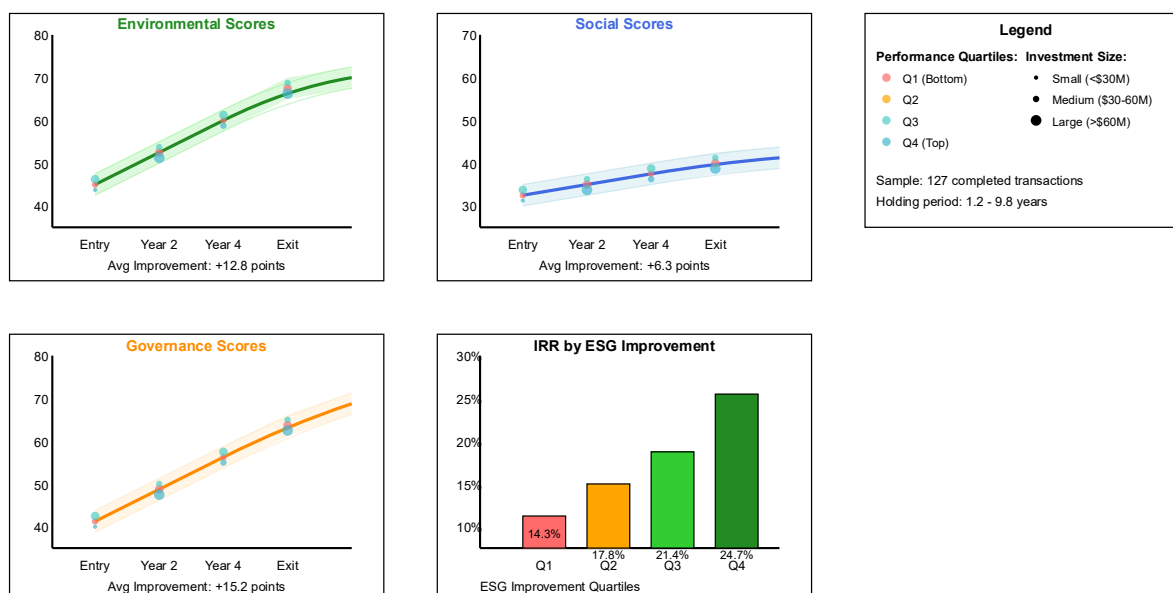 Environmental Scores
80
70
60
50
40
Entry Year 2 Year 4 Exit
Avg Improvement: +12.8 points
Social Scores
70
60
50
40
30
Entry Year 2 Year 4 Exit
Avg Improvement: +6.3 points
Legend
Performance Quartiles: Investment Size:
Q1 (Bottom) Small (<$30M)
Q2 Medium ($30-60M)
Q3 Large (>$60M)
Q4 (Top)
Sample: 127 completed transactions
Holding period: 1.2 - 9.8 years
Governance Scores
80
70
60
50
40
Entry Year 2 Year 4 Exit
Avg Improvement: +15.2 points
IRR by ESG Improvement
30%
25%
20%
15%
10%
14.3% 17.8% 21.4% 24.7%
Q1 Q2 Q3 Q4
ESG Improvement Quartiles